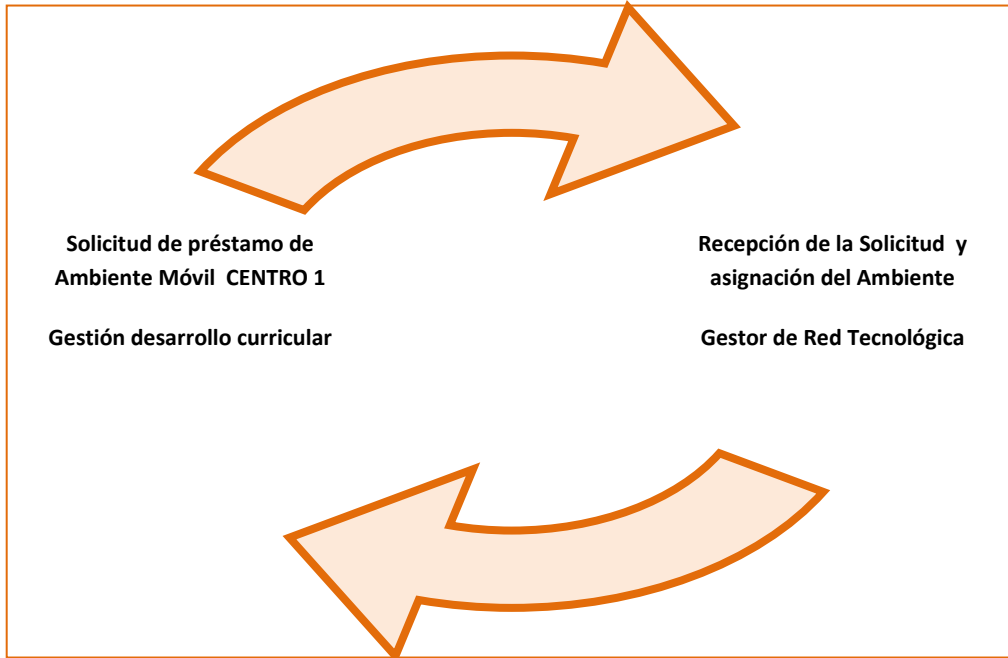 Solicitud de préstamo de
Ambiente Móvil CENTRO 1
Gestión desarrollo curricular
Recepción de la Solicitud y
asignación del Ambiente
Gestor de Red Tecnológica